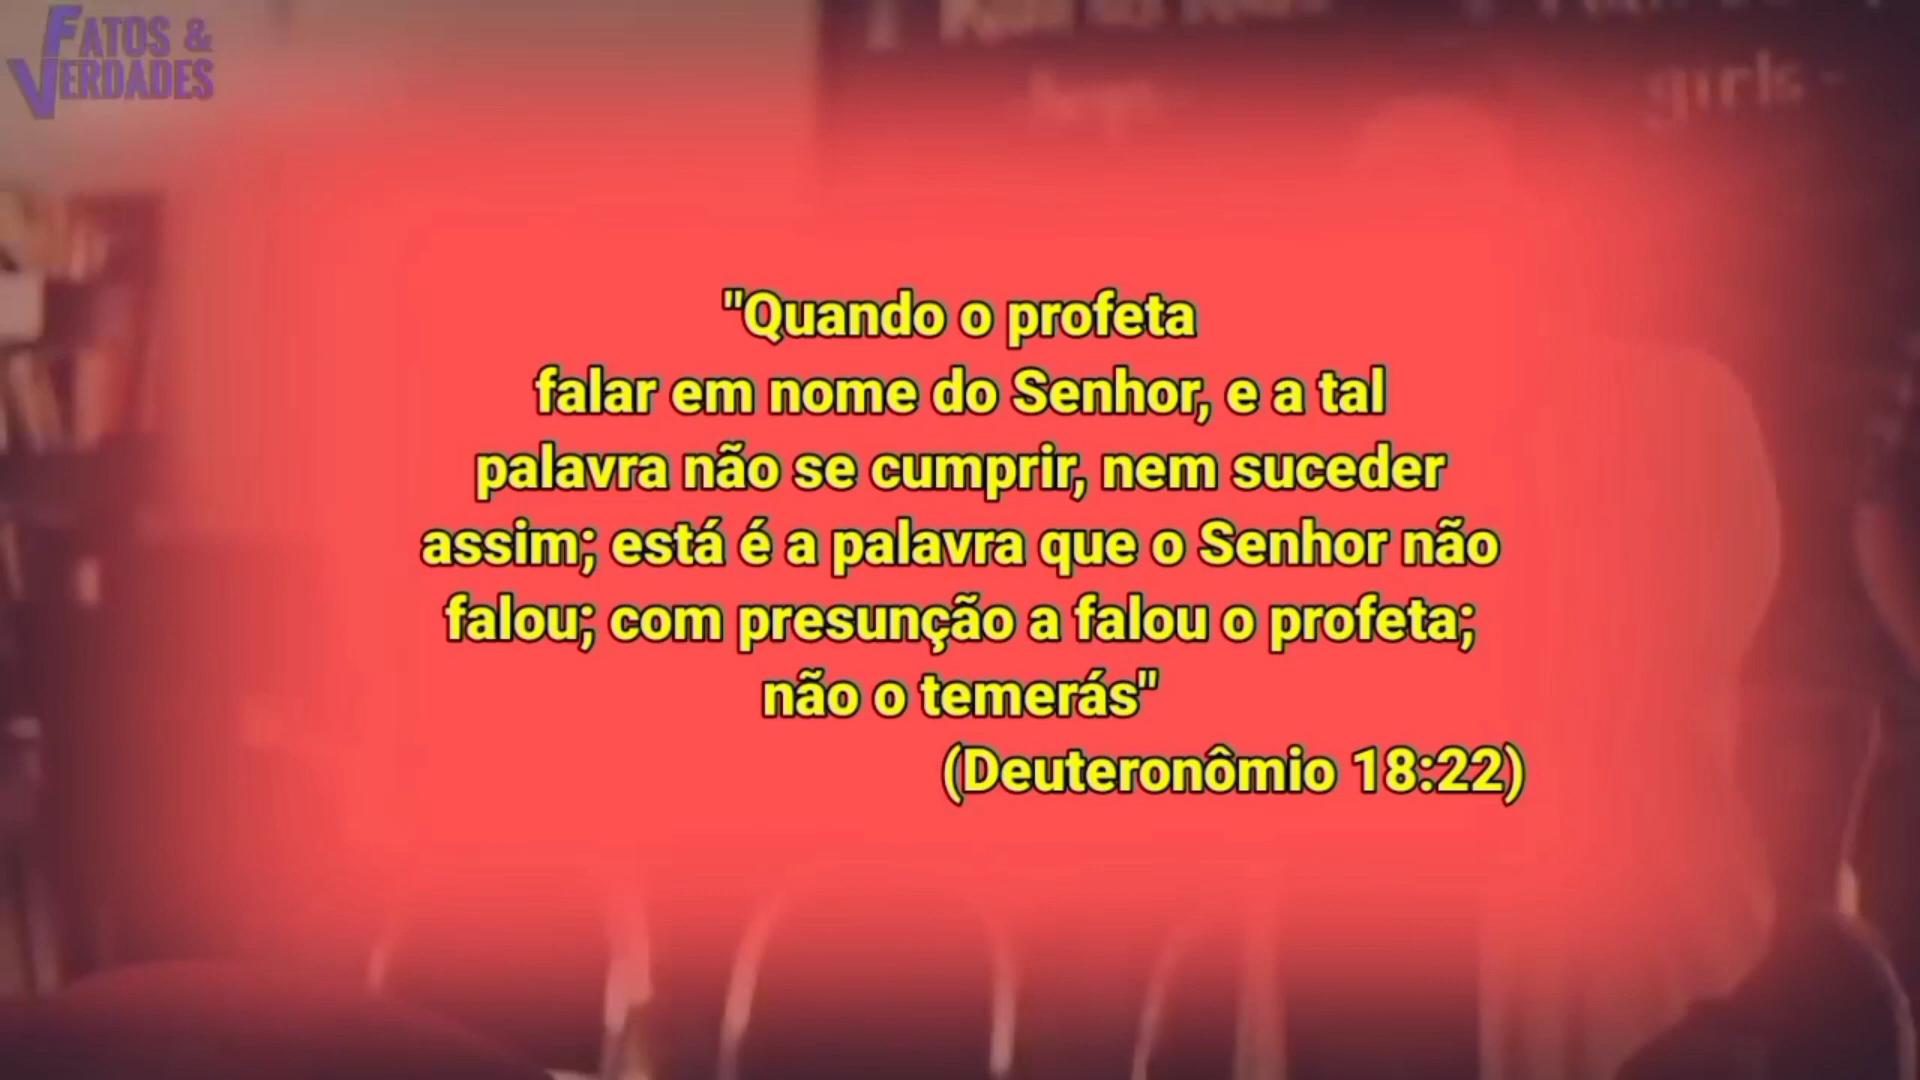 FATOS &
VERDADES
girls-
"Quando o profeta
falar em nome do Senhor, e a tal
palavra não se cumprir, nem suceder
assim; está é a palavra que o Senhor não
falou; com presunção a falou o profeta;
não o temerás"
(Deuteronômio 18:22)